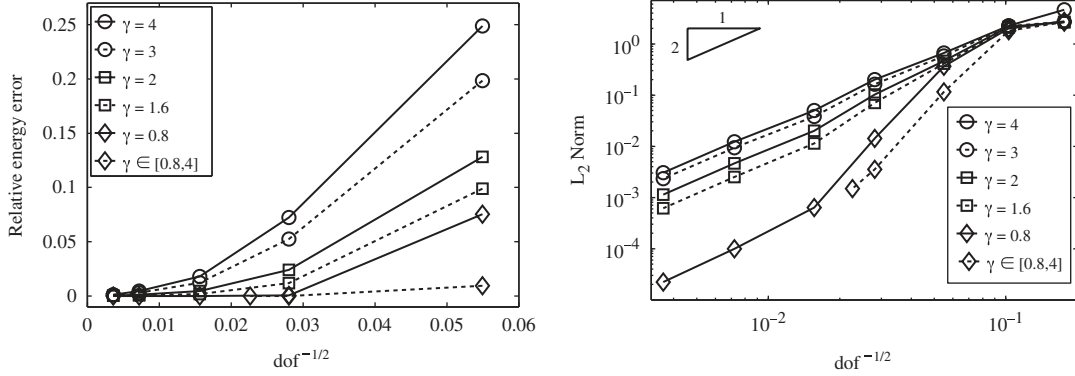 Relative energy error
0.25
0.2
0.15
0.1
0.05
0
γ = 4
γ = 3
γ = 2
γ = 1.6
γ = 0.8
γ ∈ [0.8,4]
0
0.01
0.02
0.03
0.04
0.05
0.06
dof⁻¹/²
L₂ Norm
10⁰
10⁻¹
10⁻²
10⁻³
10⁻⁴
1
2
γ = 4
γ = 3
γ = 2
γ = 1.6
γ = 0.8
γ ∈ [0.8,4]
10⁻²
10⁻¹
dof⁻¹/²